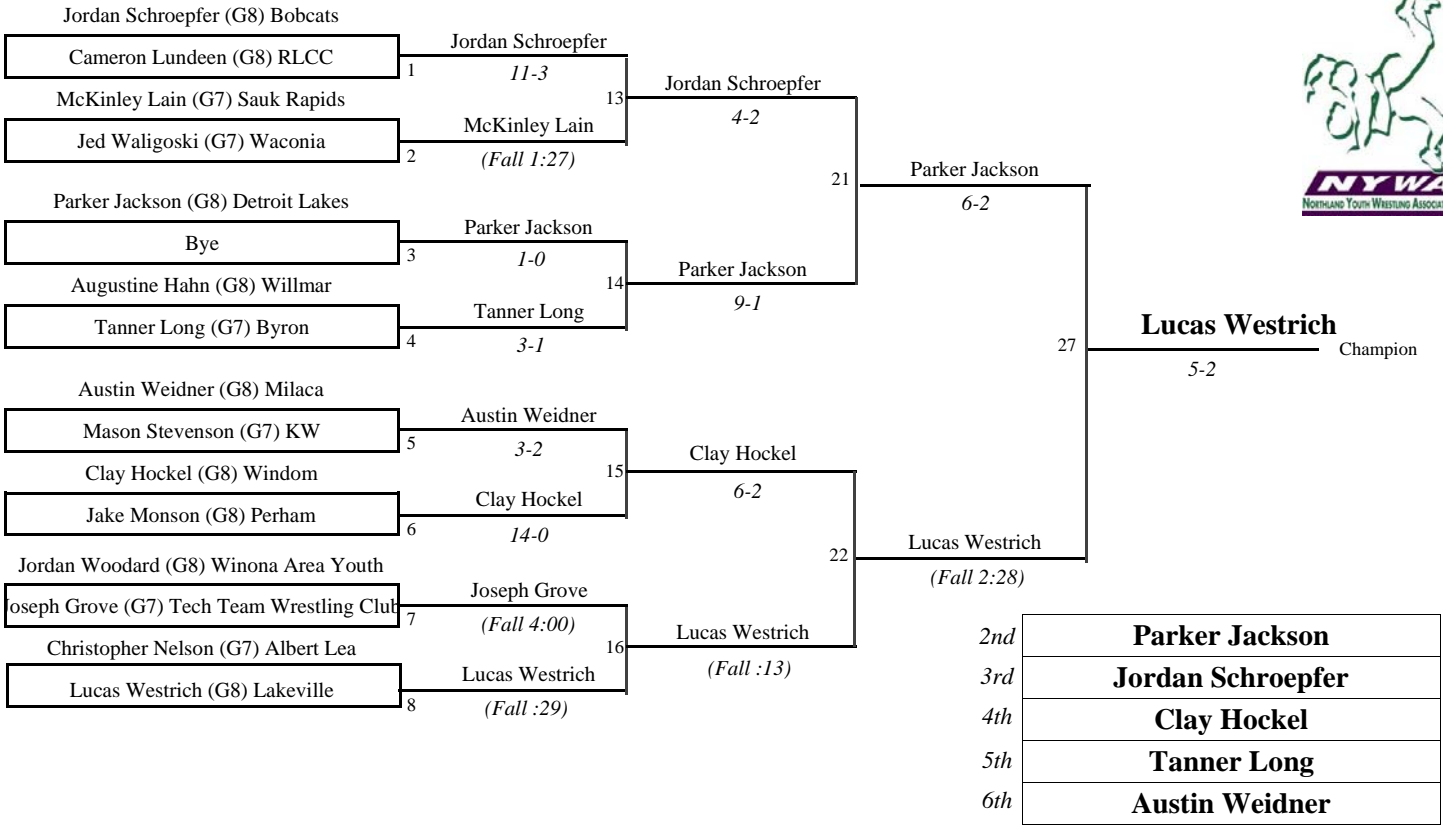 Jordan Schroepfer (G8) Bobcats
Cameron Lundeen (G8) RLCC
1
McKinley Lain (G7) Sauk Rapids
Jed Waligoski (G7) Waconia
2
Parker Jackson (G8) Detroit Lakes
Bye
3
Augustine Hahn (G8) Willmar
Tanner Long (G7) Byron
4
Austin Weidner (G8) Milaca
Mason Stevenson (G7) KW
5
Clay Hockel (G8) Windom
Jake Monson (G8) Perham
6
Jordan Woodard (G8) Winona Area Youth
Joseph Grove (G7) Tech Team Wrestling Club
7
Christopher Nelson (G7) Albert Lea
Lucas Westrich (G8) Lakeville
8
Jordan Schroepfer
11-3
13
McKinley Lain
(Fall 1:27)
Parker Jackson
1-0
14
Tanner Long
3-1
Austin Weidner
3-2
15
Clay Hockel
14-0
Joseph Grove
(Fall 4:00)
16
Lucas Westrich
(Fall :29)
Jordan Schroepfer
4-2
21
Parker Jackson
9-1
Clay Hockel
6-2
22
Lucas Westrich
(Fall :13)
Parker Jackson
6-2
27
Lucas Westrich
(Fall 2:28)
Lucas Westrich
Champion
5-2
NYWA
NORTHLAND YOUTH WRESTLING
2nd Parker Jackson
3rd Jordan Schroepfer
4th Clay Hockel
5th Tanner Long
6th Austin Weidner